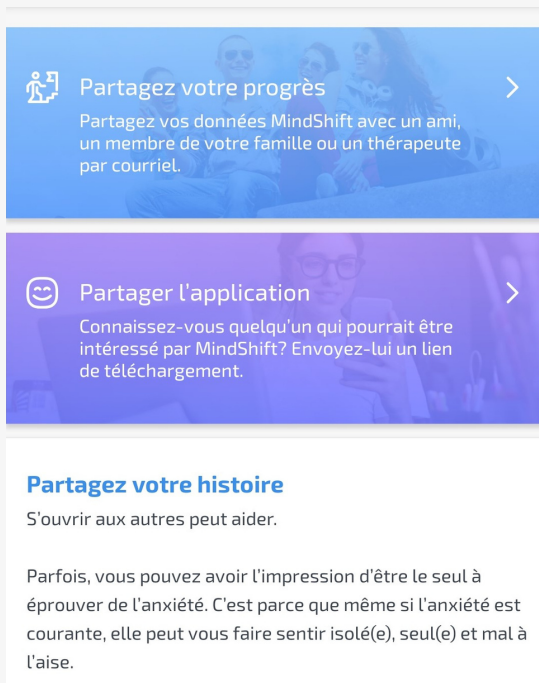 Partagez votre progrès
Partagez vos données MindShift avec un ami,
un membre de votre famille ou un thérapeute
par courriel.
Partager l'application
Connaissez-vous quelqu'un qui pourrait être
intéressé par MindShift? Envoyez-lui un lien
de téléchargement.
Partagez votre histoire
S'ouvrir aux autres peut aider.
Parfois, vous pouvez avoir l'impression d'être le seul à
éprouver de l'anxiété. C'est parce que même si l'anxiété est
courante, elle peut vous faire sentir isolé(e), seul(e) et mal à
l'aise.